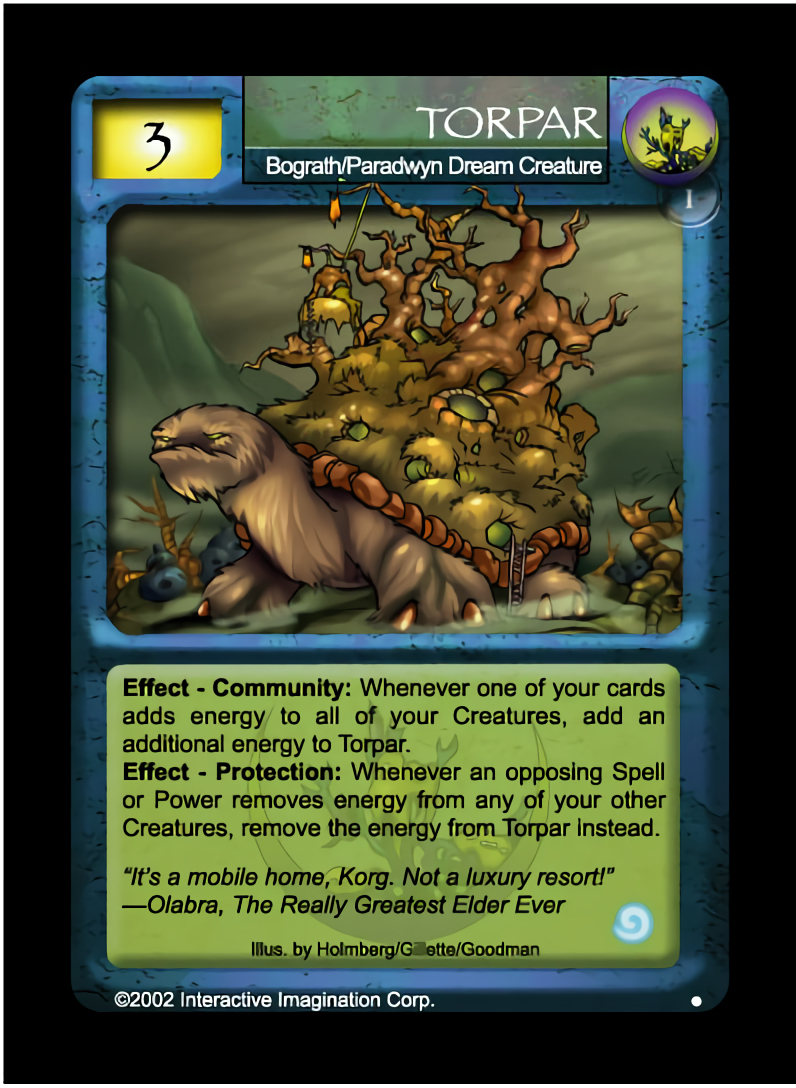 3
TORPAR
Bograth/Paradwyn Dream Creature
1
Effect - Community: Whenever one of your cards
adds energy to all of your Creatures, add an
additional energy to Torpar.
Effect - Protection: Whenever an opposing Spell
or Power removes energy from any of your other
Creatures, remove the energy from Torpar instead.
“It’s a mobile home, Korg. Not a luxury resort!”
—Olabra, The Really Greatest Elder Ever
Illus. by Holmberg/ /Goodman
©2002 Interactive Imagination Corp.